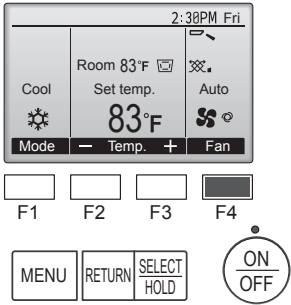 2:30PM Fri
Room 83°F
Cool Set temp. Auto
83°F
Mode − Temp. + Fan
F1 F2 F3 F4
MENU RETURN SELECT
HOLD
ON
OFF